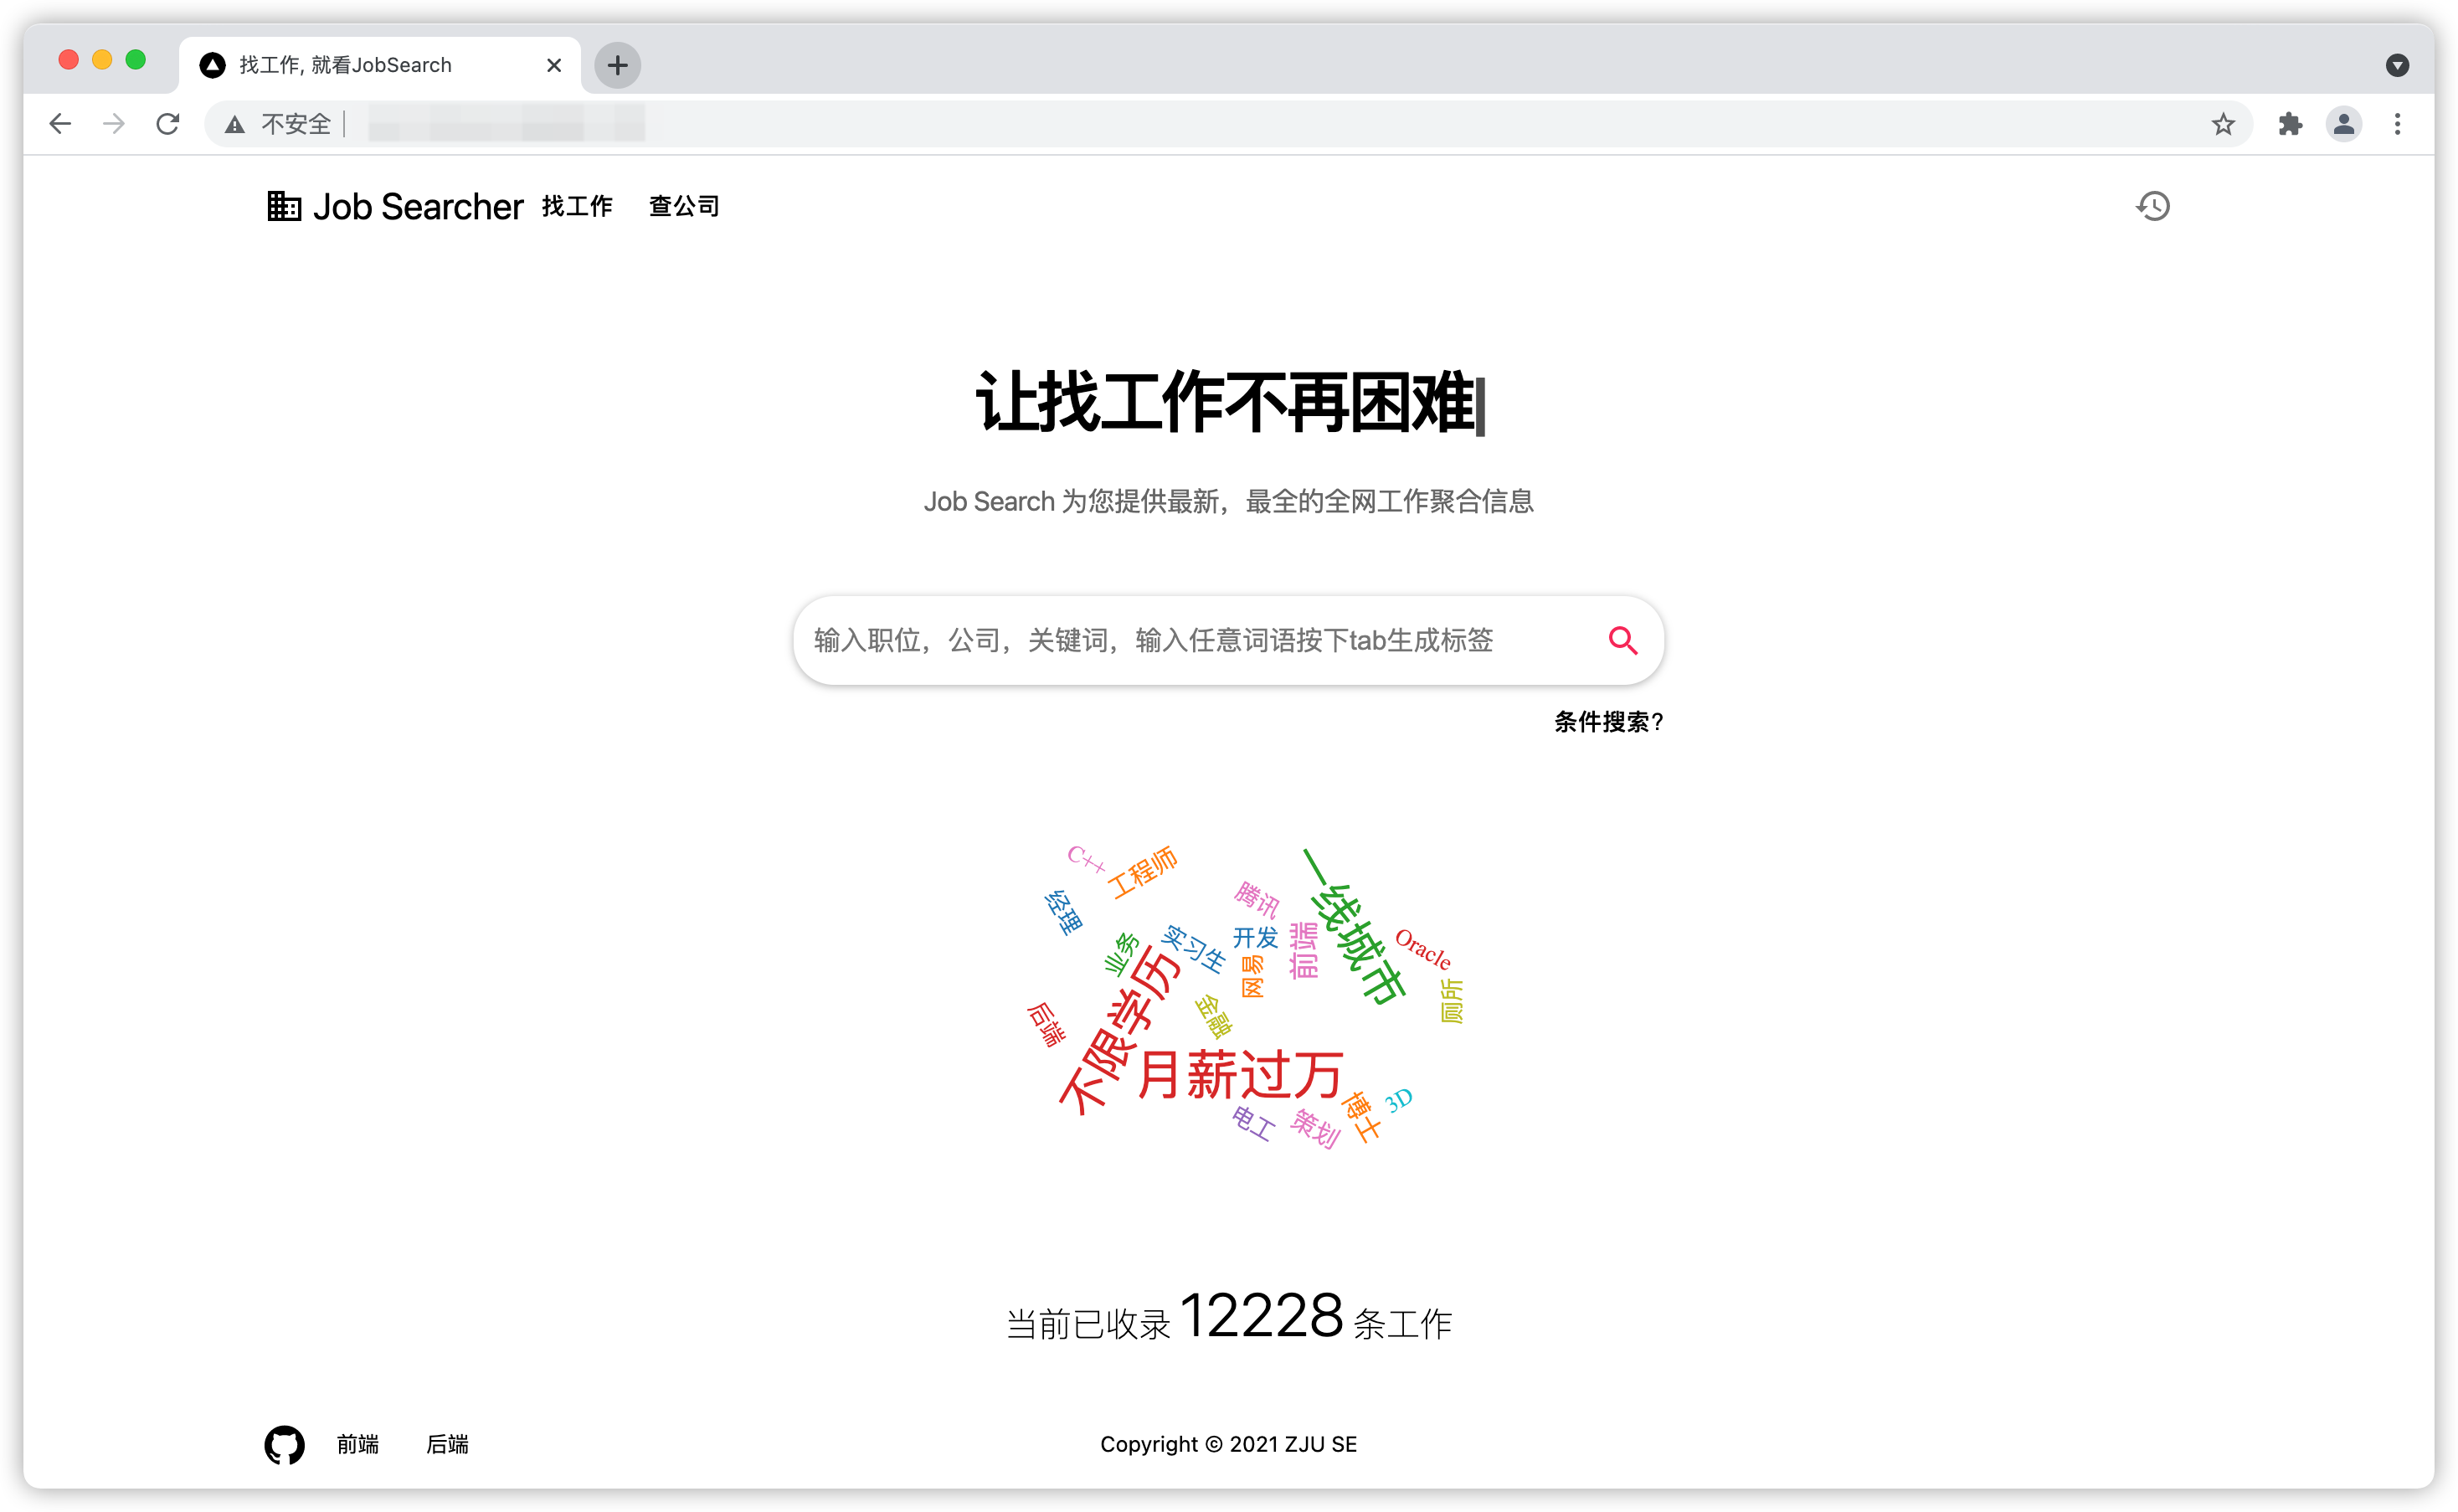 找工作, 就看JobSearch
不安全
Job Searcher 找工作 查公司
让找工作不再困难
Job Search 为您提供最新，最全的全网工作聚合信息
输入职位，公司，关键词，输入任意词语按下tab生成标签
条件搜索?
C++
工程师
经理
腾讯
一线城市
业务
实习生
开发
前端
Oracle
网易
不限学历
金融
厕所
后端
月薪过万
电工
策划
博士
3D
当前已收录 12228 条工作
前端 后端 Copyright © 2021 ZJU SE